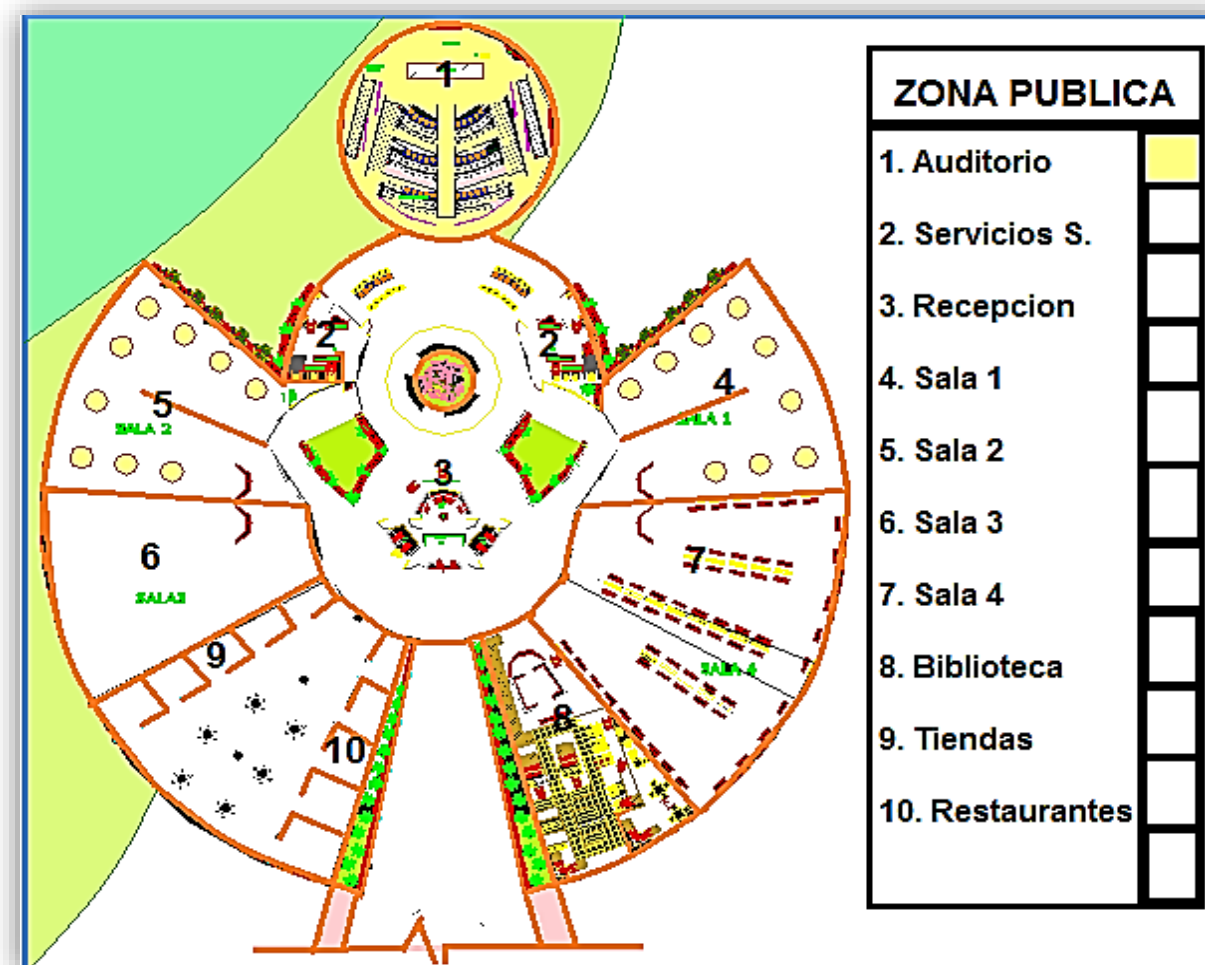 1
ZONA PUBLICA
1. Auditorio
2. Servicios S.
3. Recepcion
4. Sala 1
5. Sala 2
6. Sala 3
7. Sala 4
8. Biblioteca
9. Tiendas
10. Restaurantes
2
2
5
SALA 2
4
SALA 1
3
6
SALA3
7
SALA 4
9
10
8